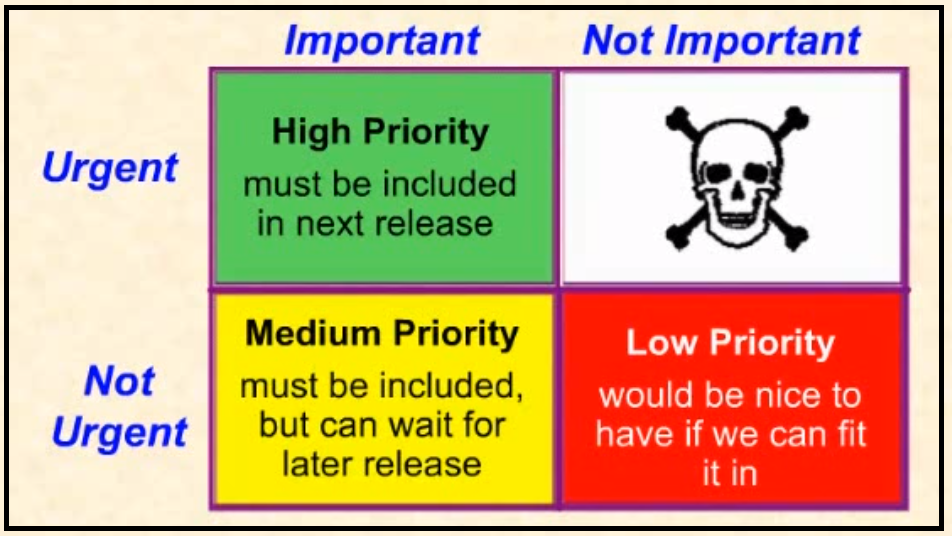 Important Not Important
Urgent
High Priority
must be included
in next release
Not
Urgent
Medium Priority
must be included,
but can wait for
later release
Low Priority
would be nice to
have if we can fit
it in